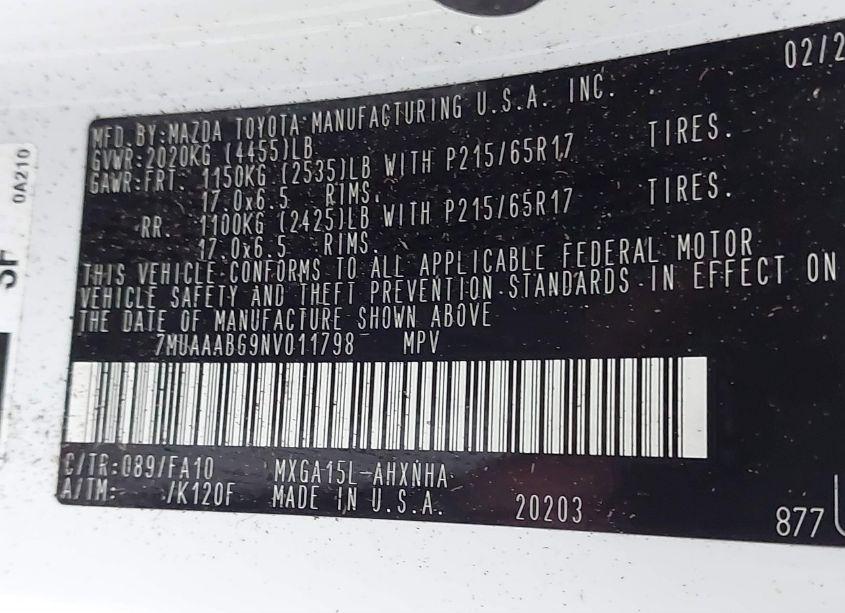 02/2
MFD.BY:MAZDA TOYOTA MANUFACTURING U.S.A. INC.
GVWR:2020KG (4455)LB
GAWR:FRT. 1150KG (2535)LB WITH P215/65R17 TIRES.
17.0x6.5 RIMS.
RR. 1100KG (2425)LB WITH P215/65R17 TIRES.
17.0x6.5 RIMS.
THIS VEHICLE CONFORMS TO ALL APPLICABLE FEDERAL MOTOR
VEHICLE SAFETY AND THEFT PREVENTION STANDARDS IN EFFECT ON
THE DATE OF MANUFACTURE SHOWN ABOVE
7MUAAABG9NV011798 MPV
C/TR:089/FA10 MXGA15L-AHXNHA
A/TM: /K120F MADE IN U.S.A. 20203
877
0A210